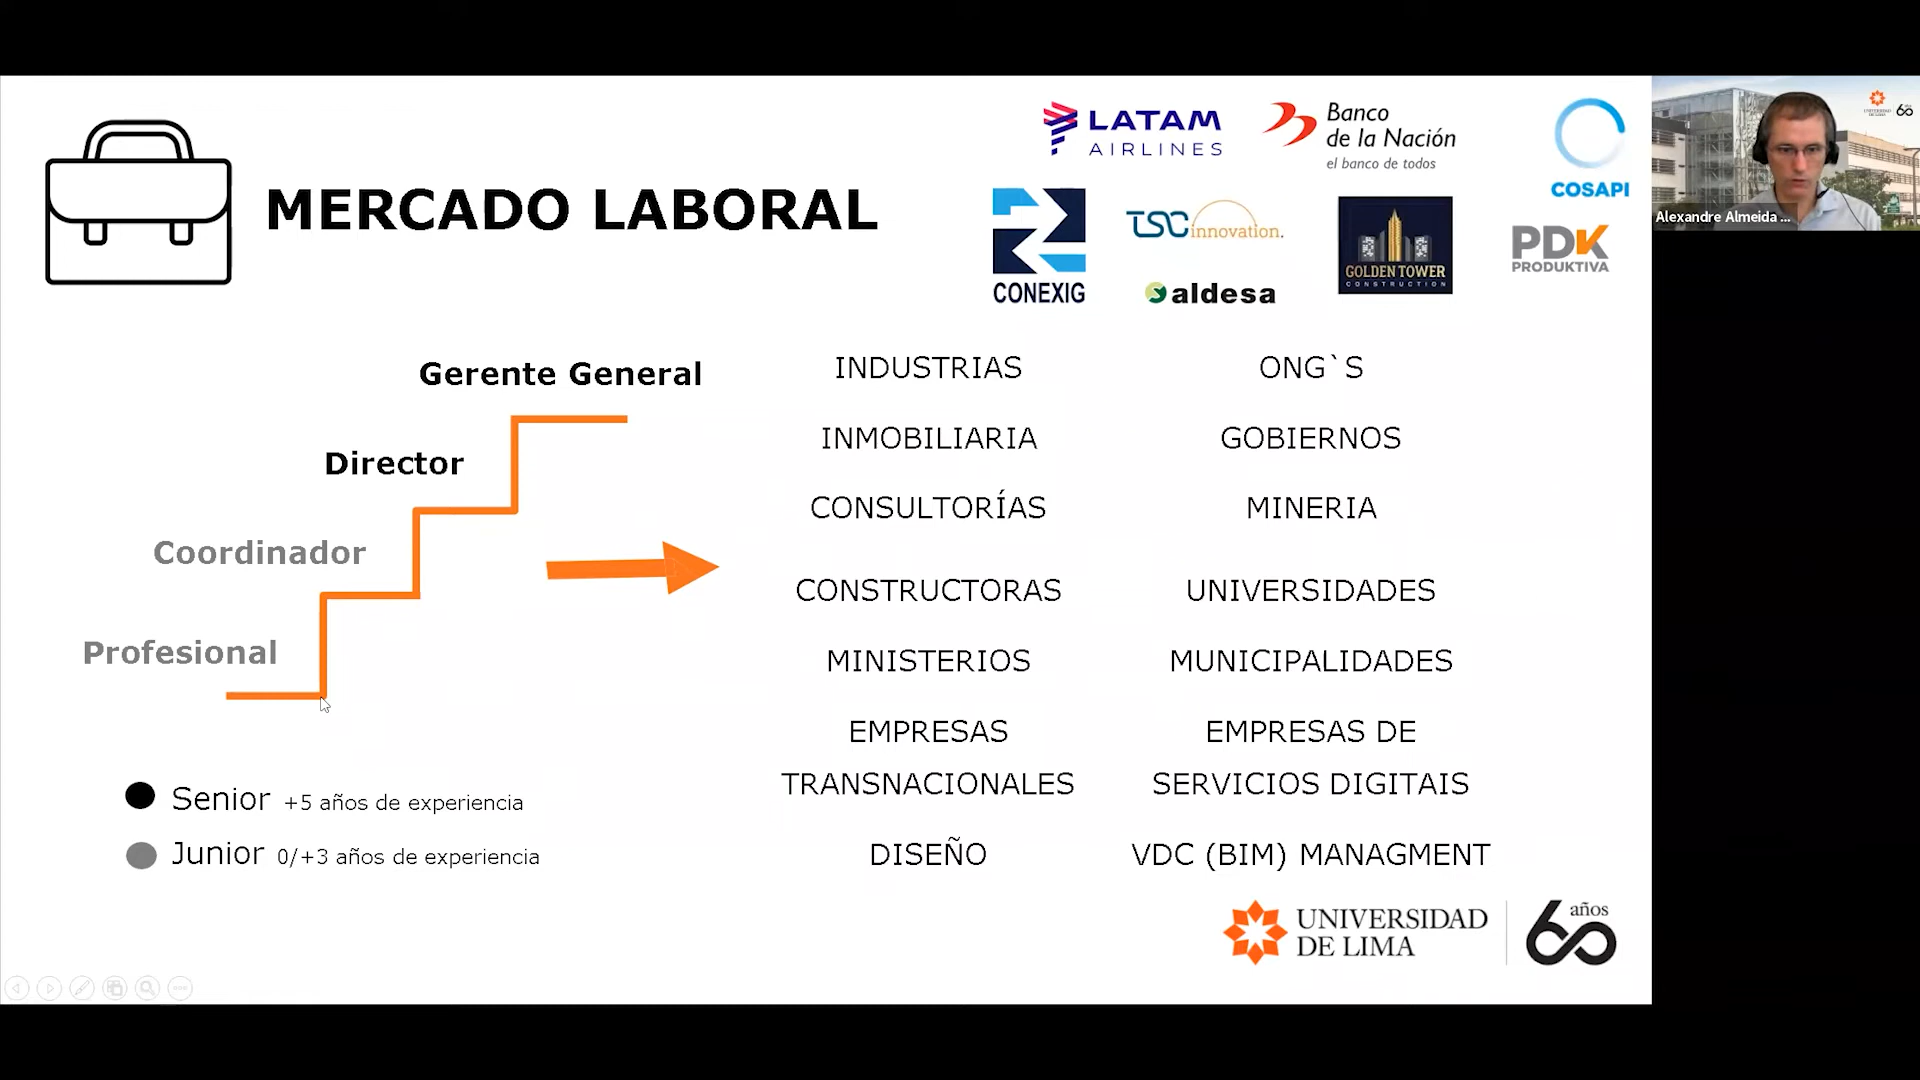 LATAM
AIRLINES
Banco
de la Nación
el banco de todos
COSAPI
MERCADO LABORAL
CONEXIG
TSC innovation.
aldesa
GOLDEN TOWER
CONSTRUCTION
PDK
PRODUKTIVA
Alexandre Almeida ...
60
Gerente General
Director
Coordinador
Profesional
Senior +5 años de experiencia
Junior 0/+3 años de experiencia
INDUSTRIAS
INMOBILIARIA
CONSULTORÍAS
CONSTRUCTORAS
MINISTERIOS
EMPRESAS
TRANSNACIONALES
DISEÑO
ONG`S
GOBIERNOS
MINERIA
UNIVERSIDADES
MUNICIPALIDADES
EMPRESAS DE
SERVICIOS DIGITAIS
VDC (BIM) MANAGMENT
UNIVERSIDAD
DE LIMA
60 años